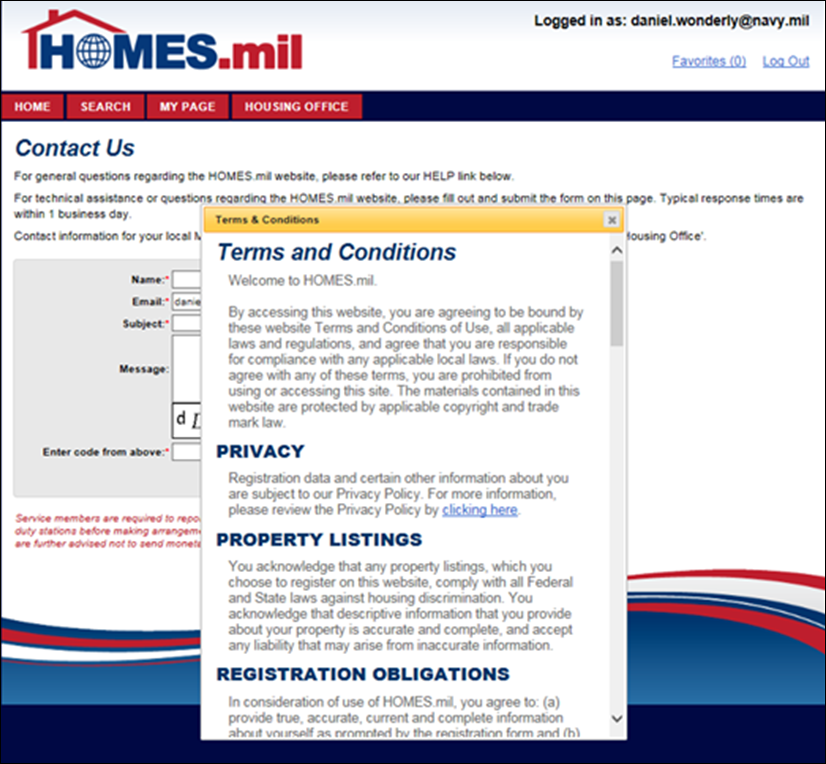 HOMES.mil
Logged in as: daniel.wonderly@navy.mil
Favorites (0) Log Out
HOME SEARCH MY PAGE HOUSING OFFICE
Contact Us
For general questions regarding the HOMES.mil website, please refer to our HELP link below.
For technical assistance or questions regarding the HOMES.mil website, please fill out and submit the form on this page. Typical response times are
within 1 business day.
Contact information for your local
Housing Office'.
Name:*
Email:*
Subject:*
Message:
d
Enter code from above:*
Service members are required to
duty stations before making
are further advised not to send
Terms & Conditions
Terms and Conditions
Welcome to HOMES.mil.
By accessing this website, you are agreeing to be bound by
these website Terms and Conditions of Use, all applicable
laws and regulations, and agree that you are responsible
for compliance with any applicable local laws. If you do not
agree with any of these terms, you are prohibited from
using or accessing this site. The materials contained in this
website are protected by applicable copyright and trade
mark law.
PRIVACY
Registration data and certain other information about you
are subject to our Privacy Policy. For more information,
please review the Privacy Policy by clicking here.
PROPERTY LISTINGS
You acknowledge that any property listings, which you
choose to register on this website, comply with all Federal
and State laws against housing discrimination. You
acknowledge that descriptive information that you provide
about your property is accurate and complete, and accept
any liability that may arise from inaccurate information.
REGISTRATION OBLIGATIONS
In consideration of use of HOMES.mil, you agree to: (a)
provide true, accurate, current and complete information
about yourself as prompted by the registration form and (b)